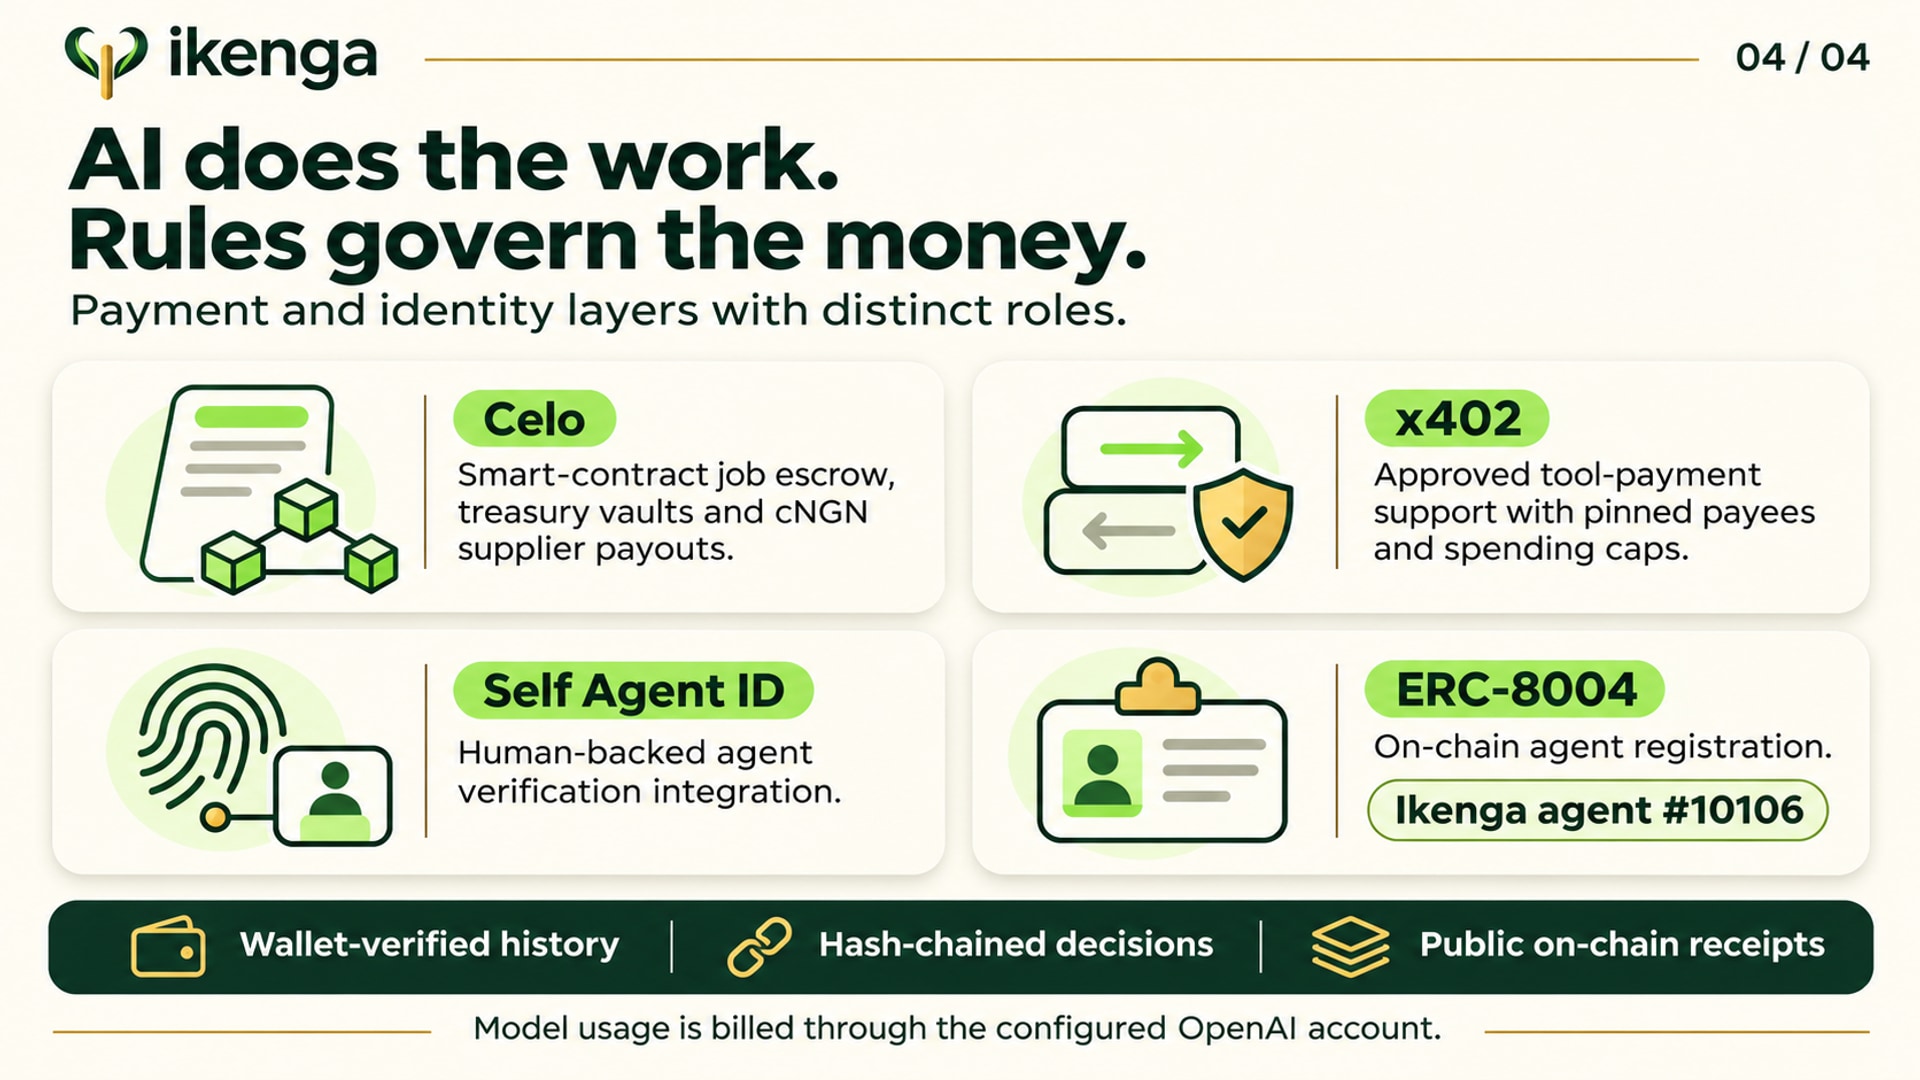 ikenga
04 / 04
AI does the work.
Rules govern the money.
Payment and identity layers with distinct roles.
Celo
Smart-contract job escrow,
treasury vaults and cNGN
supplier payouts.
x402
Approved tool-payment
support with pinned payees
and spending caps.
Self Agent ID
Human-backed agent
verification integration.
ERC-8004
On-chain agent registration.
Ikenga agent #10106
Wallet-verified history
Hash-chained decisions
Public on-chain receipts
Model usage is billed through the configured OpenAI account.